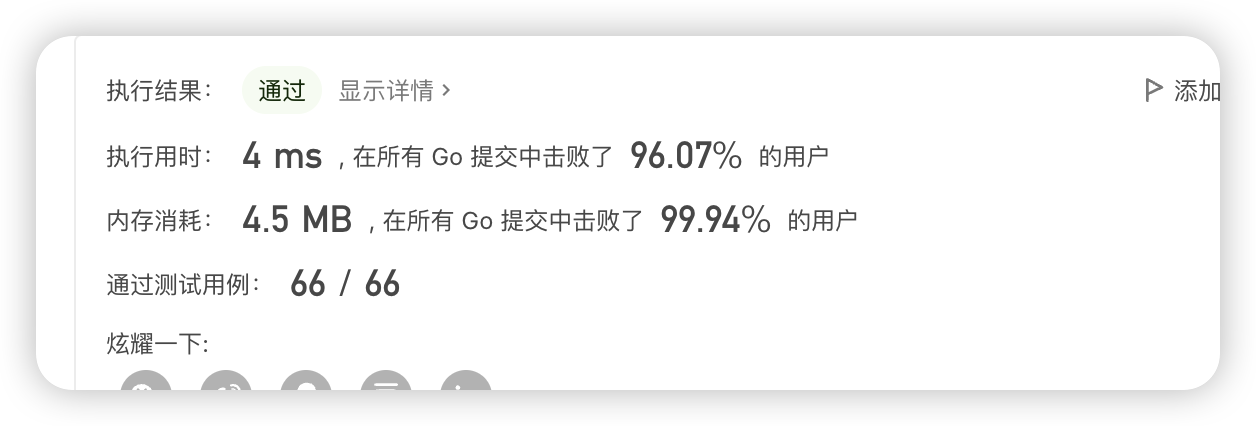 执行结果： 通过 显示详情 > 添加
执行用时： 4 ms , 在所有 Go 提交中击败了 96.07% 的用户
内存消耗： 4.5 MB , 在所有 Go 提交中击败了 99.94% 的用户
通过测试用例： 66 / 66
炫耀一下: